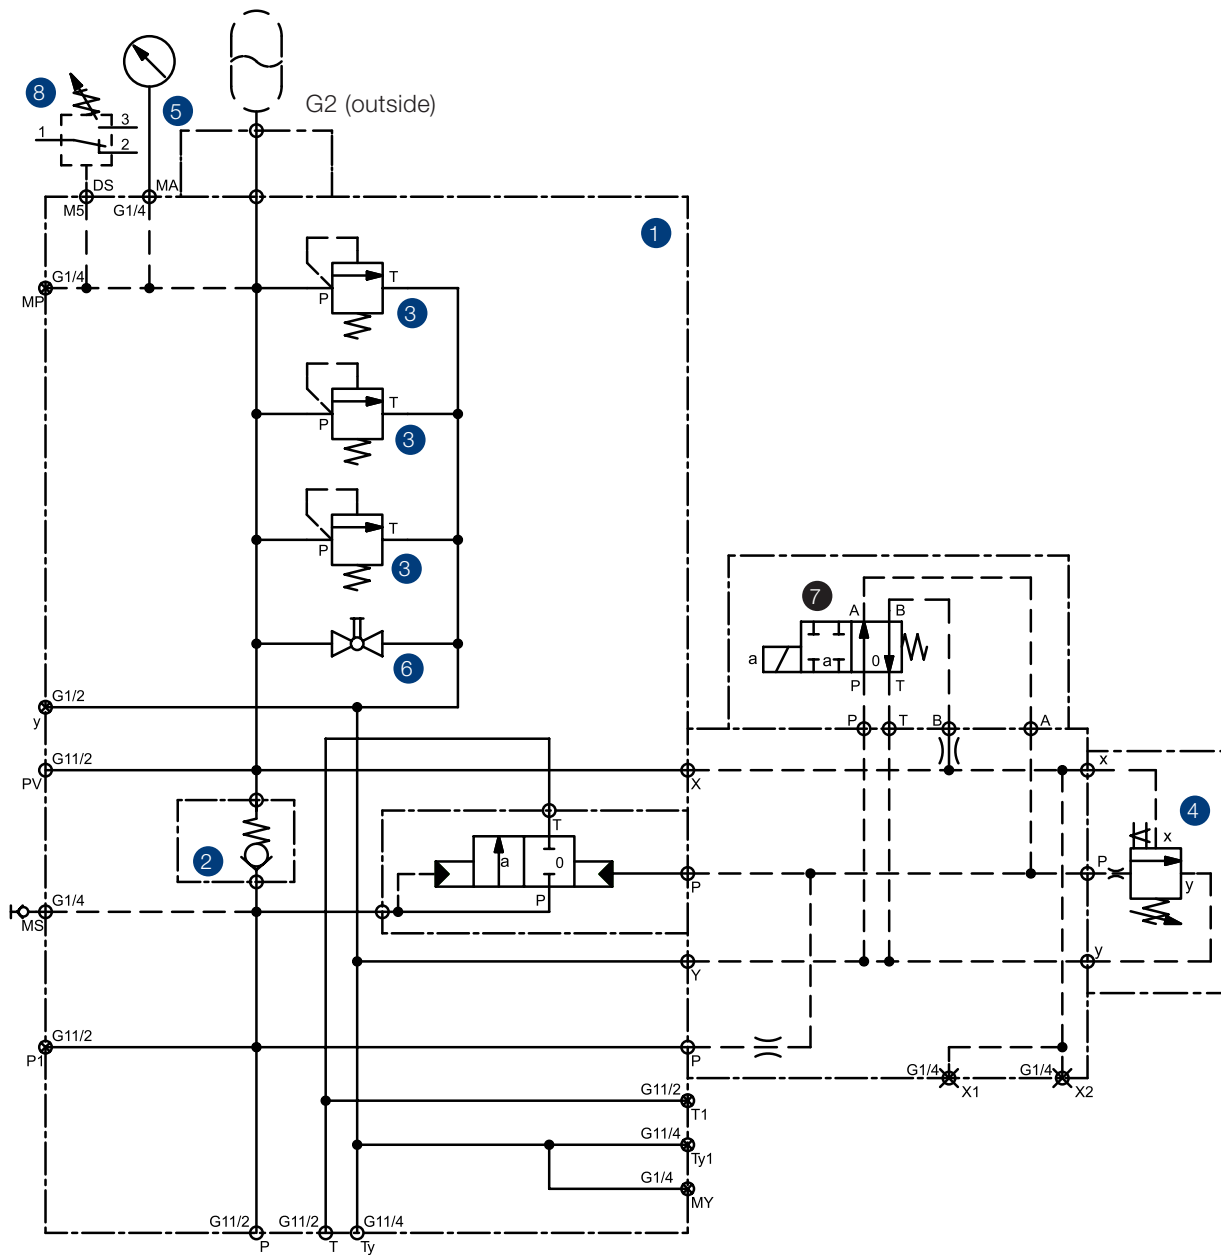 G2 (outside)
8
5
3
1
2
DS
MA
M5
G1/4
1
G1/4
MP
T
P
3
T
P
3
T
P
3
7
A
B
a
a
0
P
T
6
G1/2
y
P
T
B
A
G11/2
PV
X
x
4
x
T
2
a
0
P
P
P
y
G1/4
MS
y
Y
G11/2
P1
P
G1/4
X1
G1/4
X2
G11/2
T1
G11/4
Ty1
G1/4
MY
G11/2
P
G11/2
T
G11/4
Ty